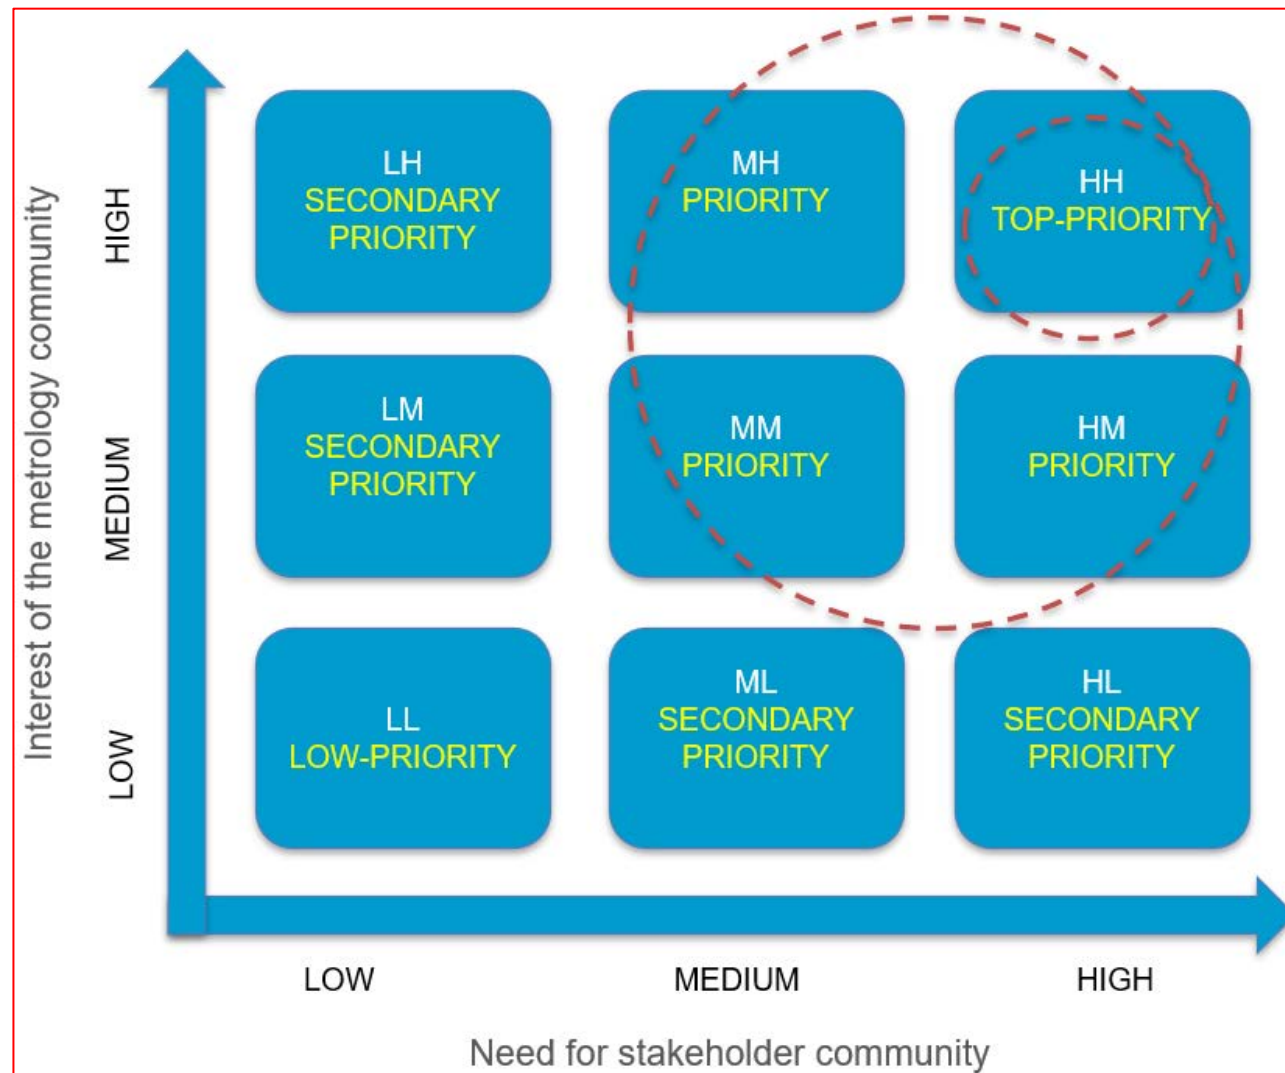 Interest of the metrology community
HIGH
MEDIUM
LOW
LH
SECONDARY
PRIORITY
MH
PRIORITY
HH
TOP-PRIORITY
LM
SECONDARY
PRIORITY
MM
PRIORITY
HM
PRIORITY
LL
LOW-PRIORITY
ML
SECONDARY
PRIORITY
HL
SECONDARY
PRIORITY
LOW
MEDIUM
HIGH
Need for stakeholder community